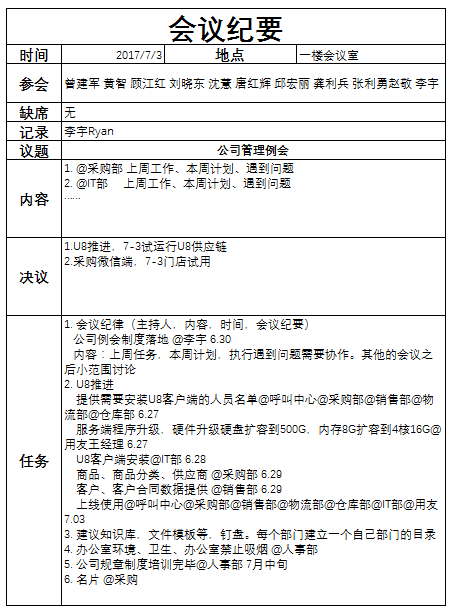 会议纪要
时间 2017/7/3 地点 一楼会议室
参会 曾建军 黄智 顾江红 刘晓东 沈慧 唐红辉 邱宏丽 龚利兵 张利勇赵敬 李宇
缺席 无
记录 李宇Ryan
议题 公司管理例会
内容
1. @采购部 上周工作、本周计划、遇到问题
2. @IT部 上周工作、本周计划、遇到问题
......
决议
1.U8推进，7-3试运行U8供应链
2.采购微信端，7-3门店试用
任务
1. 会议纪律（主持人，内容，时间，会议纪要）
公司例会制度落地 @李宇 6.30
内容：上周任务，本周计划，执行遇到问题需要协作。其他的会议之
后小范围讨论
2. U8推进
提供需要安装U8客户端的人员名单@呼叫中心@采购部@销售部@物
流部@仓库部 6.27
服务端程序升级，硬件升级硬盘扩容到500G，内存8G扩容到4核16G@
用友王经理 6.27
U8客户端安装@IT部 6.28
商品、商品分类、供应商 @采购部 6.29
客户、客户合同数据提供 @销售部 6.29
上线使用@呼叫中心@采购部@销售部@物流部@仓库部@IT部@用友
7.03
3. 建议知识库，文件模板等，钉盘。每个部门建立一个自己部门的目录
4. 办公室环境、卫生、办公室禁止吸烟 @人事部
5. 公司规章制度培训完毕@人事部 7月中旬
6. 名片 @采购